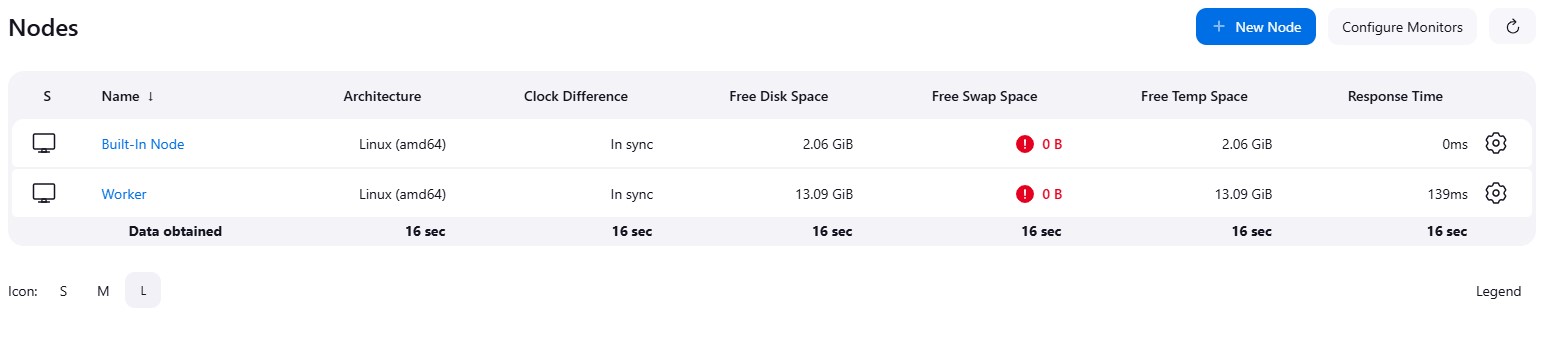 Nodes
New Node Configure Monitors
S Name ↓ Architecture Clock Difference Free Disk Space Free Swap Space Free Temp Space Response Time
Built-In Node Linux (amd64) In sync 2.06 GiB 0 B 2.06 GiB 0ms
Worker Linux (amd64) In sync 13.09 GiB 0 B 13.09 GiB 139ms
Data obtained 16 sec 16 sec 16 sec 16 sec 16 sec 16 sec
Icon: S M L Legend